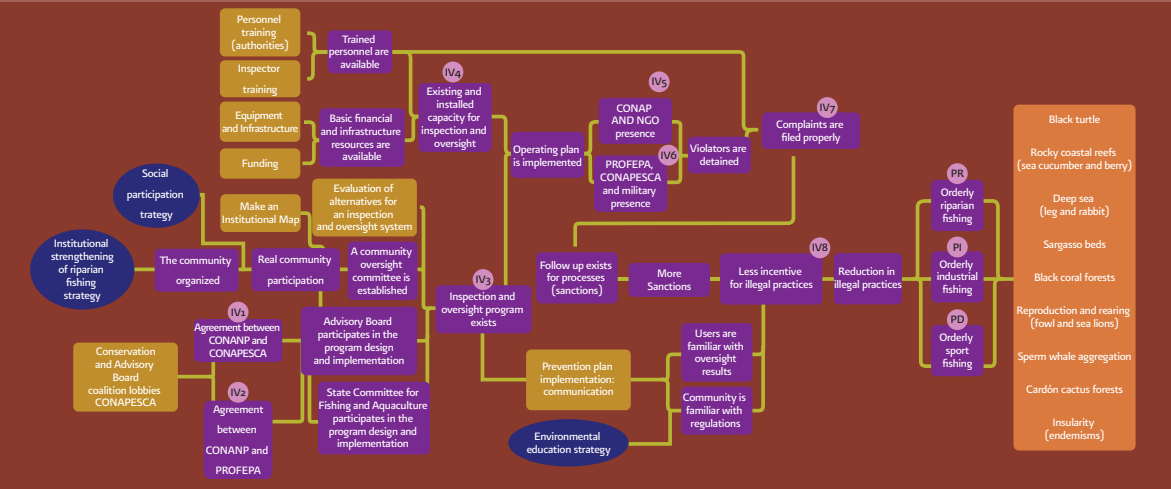 Personnel
training
(authorities)
Inspector
training
Trained
personnel are
available
Equipment
and Infrastructure
Funding
Basic financial
and infrastructure
resources are
available
IV4
Existing and
installed
capacity for
inspection and
oversight
Operating plan
is implemented
IV5
CONAP
AND NGO
presence
IV6
PROFEPA,
CONAPESCA
and military
presence
Violators are
detained
IV7
Complaints are
filed properly
Social
participation
trategy
Institutional
strengthening
of riparian
fishing strategy
Make an
Institutional Map
Evaluation of
alternatives for
an inspection
and oversight system
The community
organized
Real community
participation
A community
oversight
committee is
established
IV3
Inspection and
oversight program
exists
IV1
Agreement between
CONANP and
CONAPESCA
Advisory Board
participates in the
program design
and implementation
Conservation
and Advisory
Board
coalition lobbies
CONAPESCA
IV2
Agreement
between
CONANP and
PROFEPA
State Committee for
Fishing and Aquaculture
participates in the
program design and
implementation
Follow up exists
for processes
(sanctions)
More
Sanctions
IV8
Less incentive
for illegal practices
Reduction in
illegal practices
Users are
familiar with
oversight
results
Prevention plan
implementation:
communication
Community is
familiar with
regulations
Environmental
education strategy
PR
Orderly
riparian
fishing
PI
Orderly
industrial
fishing
PD
Orderly
sport
fishing
Black turtle
Rocky coastal reefs
(sea cucumber and berry)
Deep sea
(leg and rabbit)
Sargasso beds
Black coral forests
Reproduction and rearing
(fowl and sea lions)
Sperm whale aggregation
Cardón cactus forests
Insularity
(endemisms)